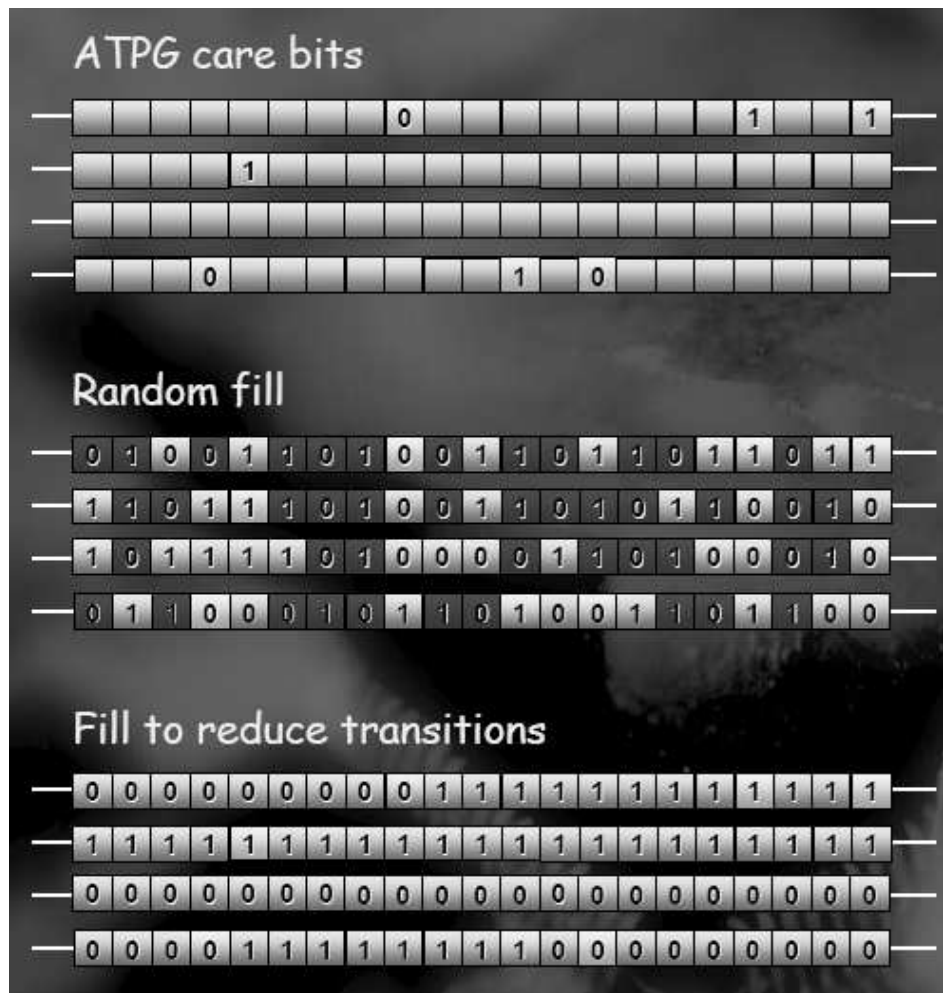 ATPG care bits
0 1 1
1
0 1 0
Random fill
0 1 0 0 1 1 0 1 0 0 1 1 0 1 1 0 1 1 0 1 1
1 1 0 1 1 1 0 1 0 0 1 1 0 1 0 1 1 0 0 1 0
1 0 1 1 1 1 0 1 0 0 0 0 1 1 0 1 0 0 0 1 0
0 1 1 0 0 0 1 0 1 1 0 1 0 0 1 1 0 1 1 0 0
Fill to reduce transitions
0 0 0 0 0 0 0 0 0 1 1 1 1 1 1 1 1 1 1 1 1
1 1 1 1 1 1 1 1 1 1 1 1 1 1 1 1 1 1 1 1 1
0 0 0 0 0 0 0 0 0 0 0 0 0 0 0 0 0 0 0 0 0
0 0 0 0 1 1 1 1 1 1 1 1 0 0 0 0 0 0 0 0 0